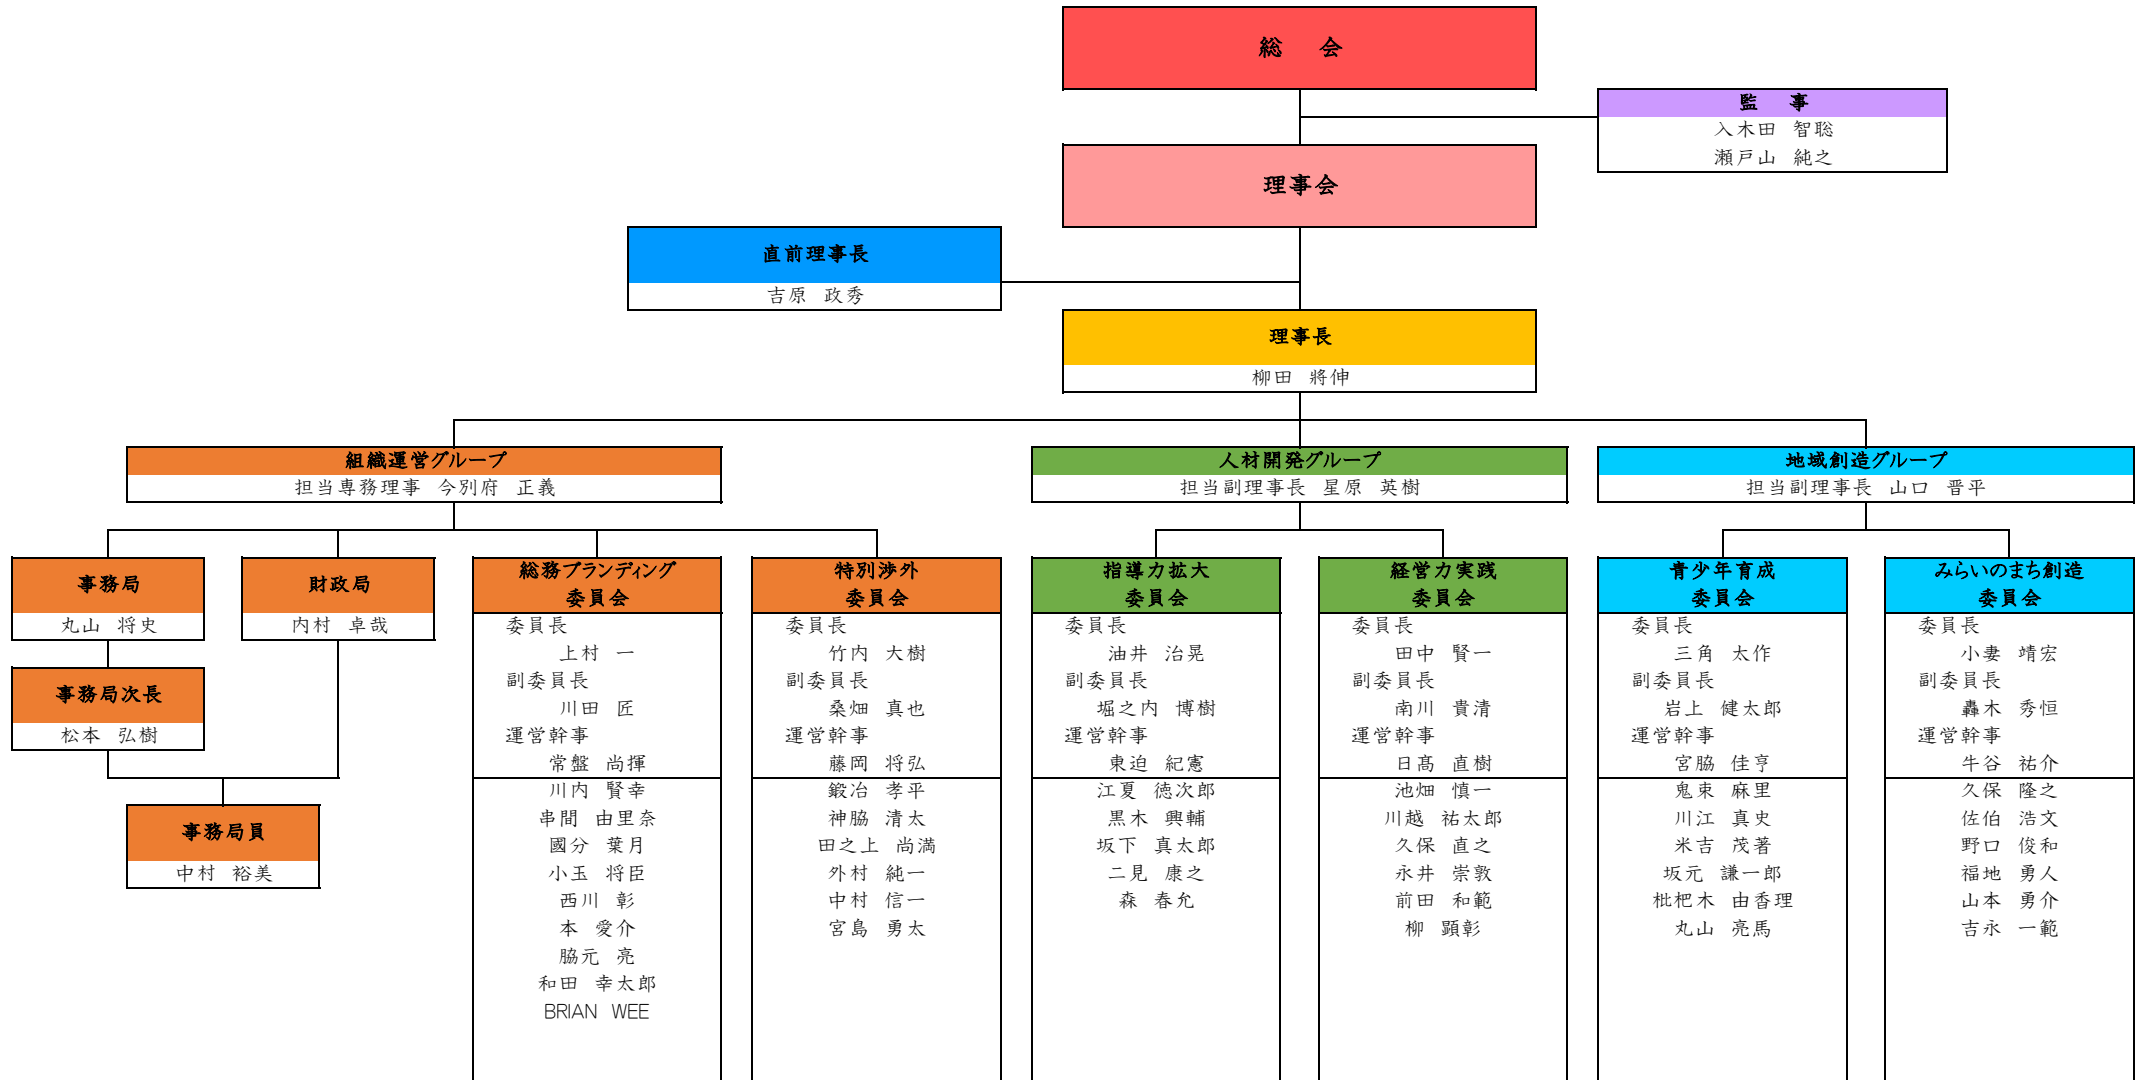 総 会
監 事
入木田 智聡
瀬戸山 純之
理事会
直前理事長
吉原 政秀
理事長
柳田 將伸
組織運営グループ
担当専務理事 今別府 正義
人材開発グループ
担当副理事長 星原 英樹
地域創造グループ
担当副理事長 山口 晋平
事務局
丸山 将史
事務局次長
松本 弘樹
財政局
内村 卓哉
事務局員
中村 裕美
総務ブランディング
委員会
委員長
上村 一
副委員長
川田 匠
運営幹事
常盤 尚揮
川内 賢幸
串間 由里奈
國分 葉月
小玉 将臣
西川 彰
本 愛介
脇元 亮
和田 幸太郎
BRIAN WEE
特別渉外
委員会
委員長
竹内 大樹
副委員長
桑畑 真也
運営幹事
藤岡 将弘
鍛冶 孝平
神脇 清太
田之上 尚満
外村 純一
中村 信一
宮島 勇太
指導力拡大
委員会
委員長
油井 治晃
副委員長
堀之内 博樹
運営幹事
東迫 紀憲
江夏 徳次郎
黒木 興輔
坂下 真太郎
二見 康之
森 春允
経営力実践
委員会
委員長
田中 賢一
副委員長
南川 貴清
運営幹事
日髙 直樹
池畑 慎一
川越 祐太郎
久保 直之
永井 崇敦
前田 和範
柳 顕彰
青少年育成
委員会
委員長
三角 太作
副委員長
岩上 健太郎
運営幹事
宮脇 佳亨
鬼束 麻里
川江 真史
米吉 茂著
坂元 謙一郎
枇杷木 由香理
丸山 亮馬
みらいのまち創造
委員会
委員長
小妻 靖宏
副委員長
轟木 秀恒
運営幹事
牛谷 祐介
久保 隆之
佐伯 浩文
野口 俊和
福地 勇人
山本 勇介
吉永 一範